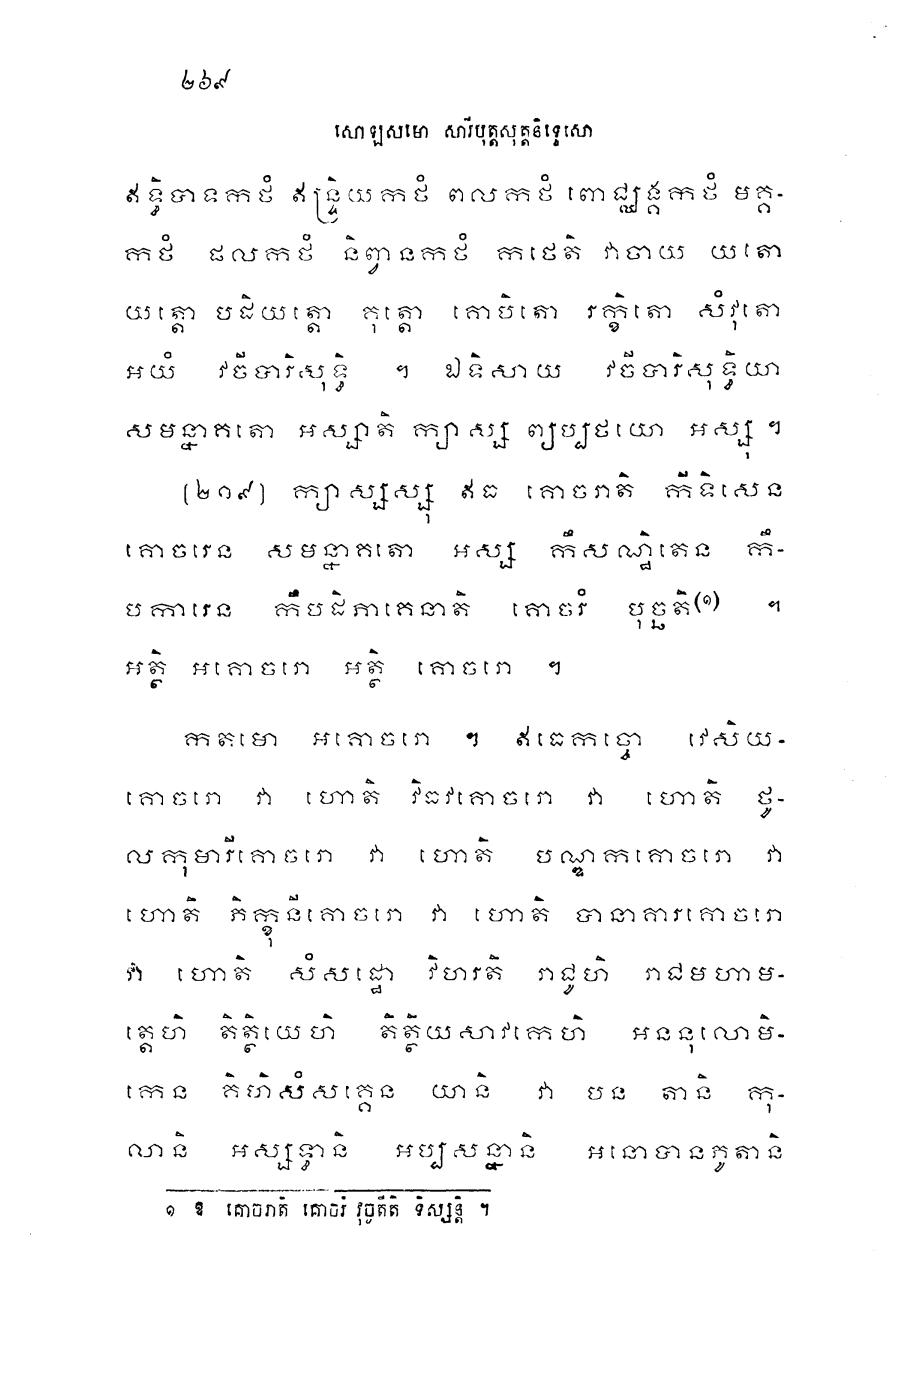 ២៦៩
សោឡសមោ សារីបុត្តសុត្តនិទ្ទេសោ
ឥទ្ធិបាទកថំ ឥន្ទ្រិយកថំ ពលកថំ ពោជ្ឈង្គកថំ មគ្គ-
កថំ ផលកថំ និព្វានកថំ កថេតិ វាចាយ យតោ
យត្តោ បដិយត្តោ គុត្តោ គោបិតោ រក្ខិតោ សំវុតោ
អយំ វចីបារិសុទ្ធិ ។ ឯទិសាយ វចីបារិសុទ្ធិយា
សមន្នាគតោ អស្សាតិ ក្យាស្ស ព្យប្បថយោ អស្សុ ។
(២១៩) ក្យាស្សស្សុ ឥធ គោចរាតិ កីទិសេន
គោចរេន សមន្នាគតោ អស្ស កឹសណ្ឋិតេន កឹ-
បការេន កឹបដិភាគេនាតិ គោចរំ បុច្ឆតិ(១) ។
អត្ថិ អគោចរោ អត្ថិ គោចរោ ។
កតមោ អគោចរោ ។ ឥធេកច្ចោ វេសិយ-
គោចរោ វា ហោតិ វិធវគោចរោ វា ហោតិ ថូ-
លកុមារីគោចរោ វា ហោតិ បណ្ឌកគោចរោ វា
ហោតិ ភិក្ខុនីគោចរោ វា ហោតិ បានាគារគោចរោ
វា ហោតិ សំសដ្ឋោ វិហរតិ រាជូហិ រាជមហាម-
ត្តេហិ តិត្ថិយេហិ តិត្ថិយសាវកេហិ អននុលោមិ-
កេន គិហិសំសគ្គេន យានិ វា បន តានិ កុ-
លានិ អស្សទ្ធានិ អប្បសន្នានិ អនោបានភូតានិ
១ ឱ គោចរាតិ គោចរំ វុច្ចតីតិ ទិស្សន្តិ ។